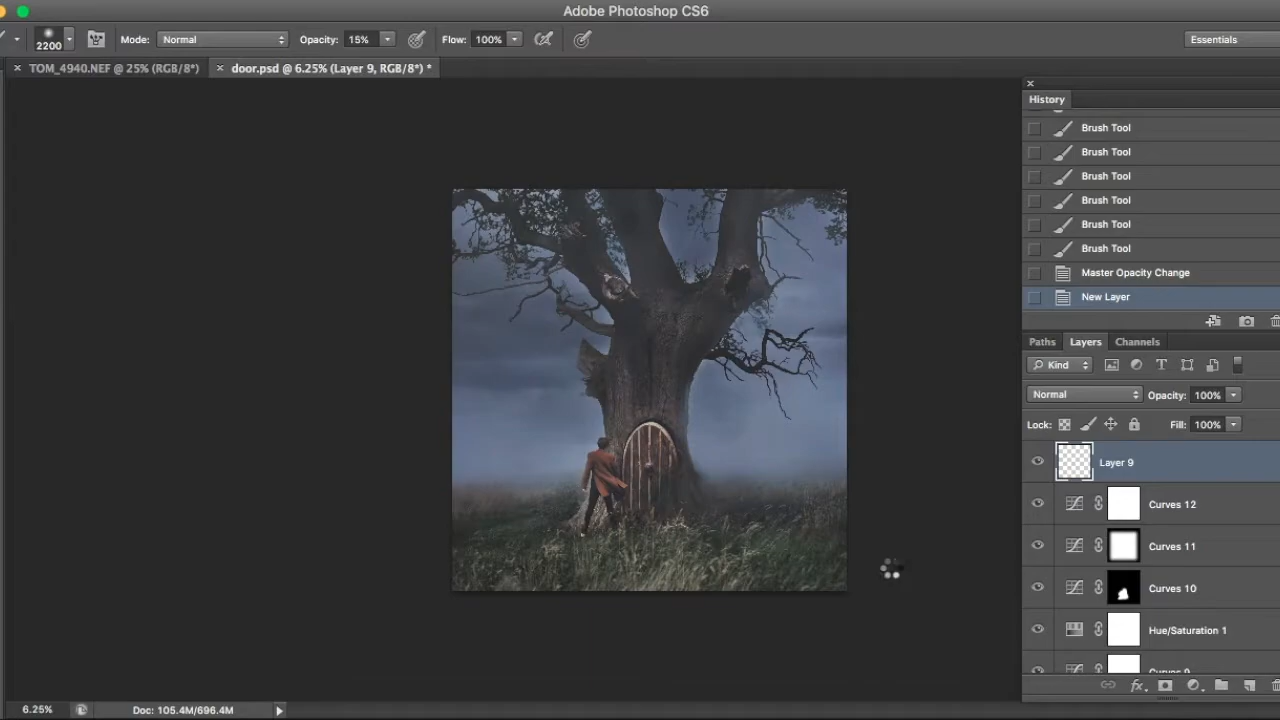 Adobe Photoshop CS6
2200 Mode: Normal Opacity: 15% Flow: 100% Essentials
× TOM_4940.NEF @ 25% (RGB/8*) × door.psd @ 6.25% (Layer 9, RGB/8*) *
History
Brush Tool
Brush Tool
Brush Tool
Brush Tool
Brush Tool
Brush Tool
Master Opacity Change
New Layer
Paths Layers Channels
Kind
Normal Opacity: 100%
Lock: Fill: 100%
Layer 9
Curves 12
Curves 11
Curves 10
Hue/Saturation 1
Curves 9
fx
6.25% Doc: 105.4M/696.4M